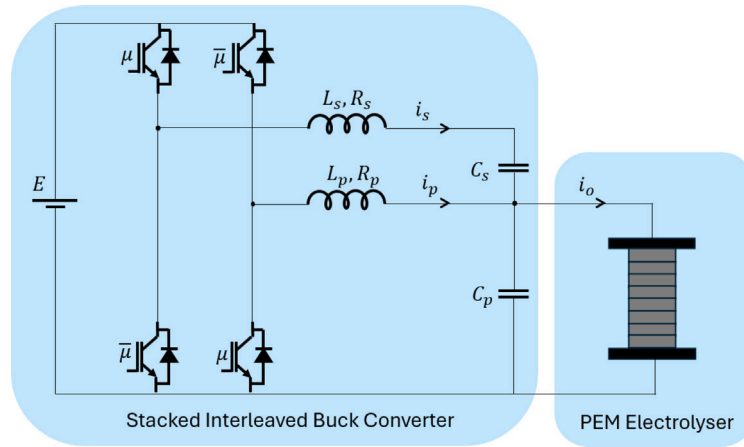 μ
μ̅
L_s, R_s
i_s
C_s
E
L_p, R_p
i_p
i_o
C_p
μ̅
μ
Stacked Interleaved Buck Converter
PEM Electrolyser